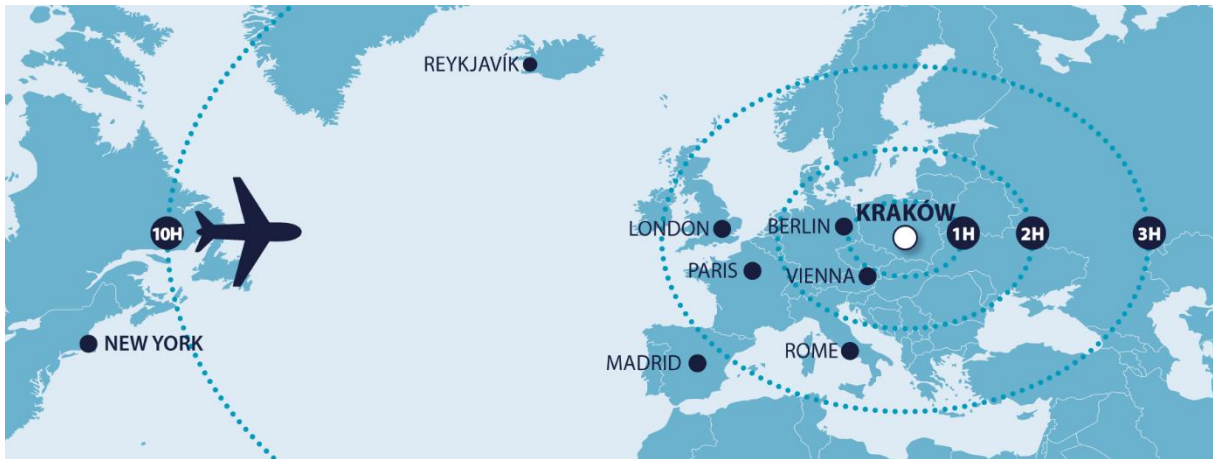 REYKJAVÍK
KRAKÓW
LONDON
BERLIN
10H
1H
2H
3H
PARIS
VIENNA
NEW YORK
ROME
MADRID